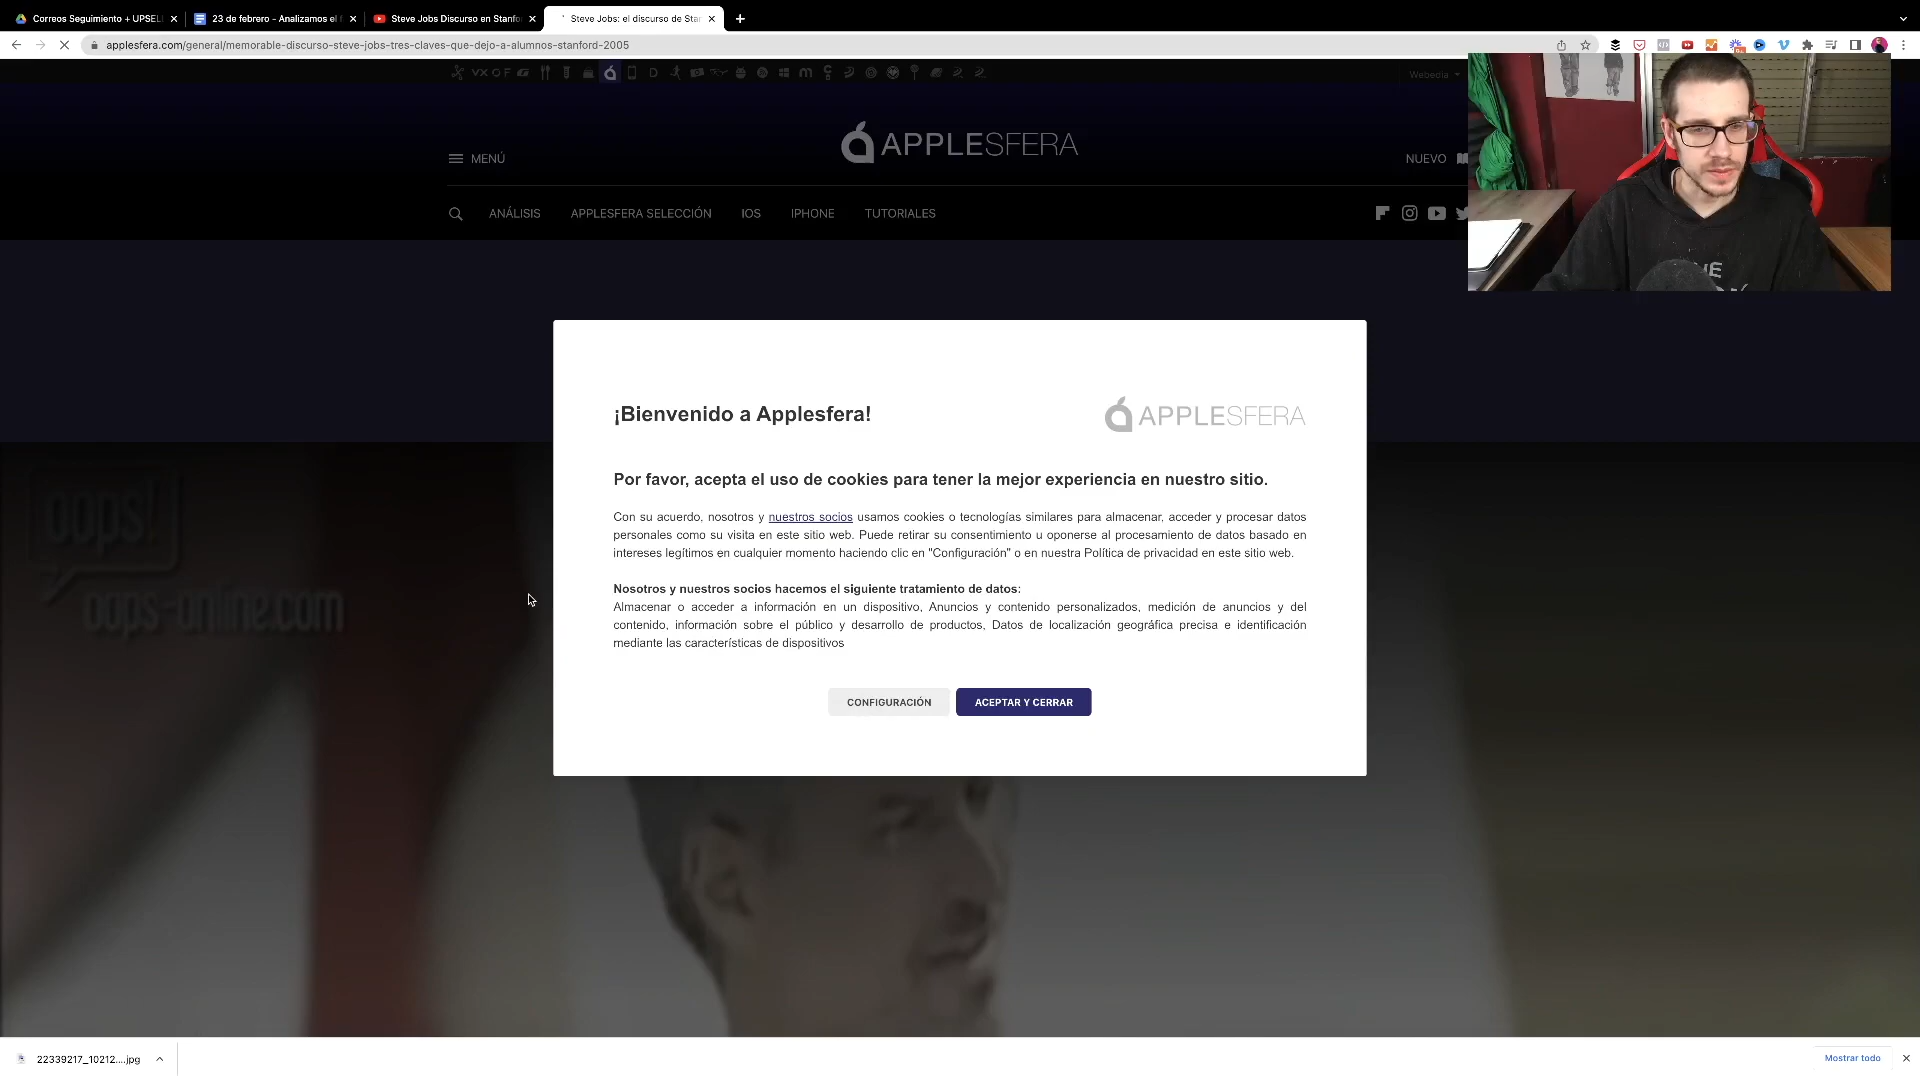 Correos Seguimiento + UPSEL
23 de febrero - Analizamos el
Steve Jobs Discurso en Stanfo
Steve Jobs: el discurso de Sta
applesfera.com/general/memorable-discurso-steve-jobs-tres-claves-que-dejo-a-alumnos-stanford-2005
Webedia
MENÚ
APPLESFERA
NUEVO
ANÁLISIS
APPLESFERA SELECCIÓN
IOS
IPHONE
TUTORIALES
¡Bienvenido a Applesfera!
APPLESFERA
Por favor, acepta el uso de cookies para tener la mejor experiencia en nuestro sitio.
Con su acuerdo, nosotros y nuestros socios usamos cookies o tecnologías similares para almacenar, acceder y procesar datos
personales como su visita en este sitio web. Puede retirar su consentimiento u oponerse al procesamiento de datos basado en
intereses legítimos en cualquier momento haciendo clic en "Configuración" o en nuestra Política de privacidad en este sitio web.
Nosotros y nuestros socios hacemos el siguiente tratamiento de datos:
Almacenar o acceder a información en un dispositivo, Anuncios y contenido personalizados, medición de anuncios y del
contenido, información sobre el público y desarrollo de productos, Datos de localización geográfica precisa e identificación
mediante las características de dispositivos
CONFIGURACIÓN
ACEPTAR Y CERRAR
oops!
oops-online.com
22339217_10212....jpg
Mostrar todo